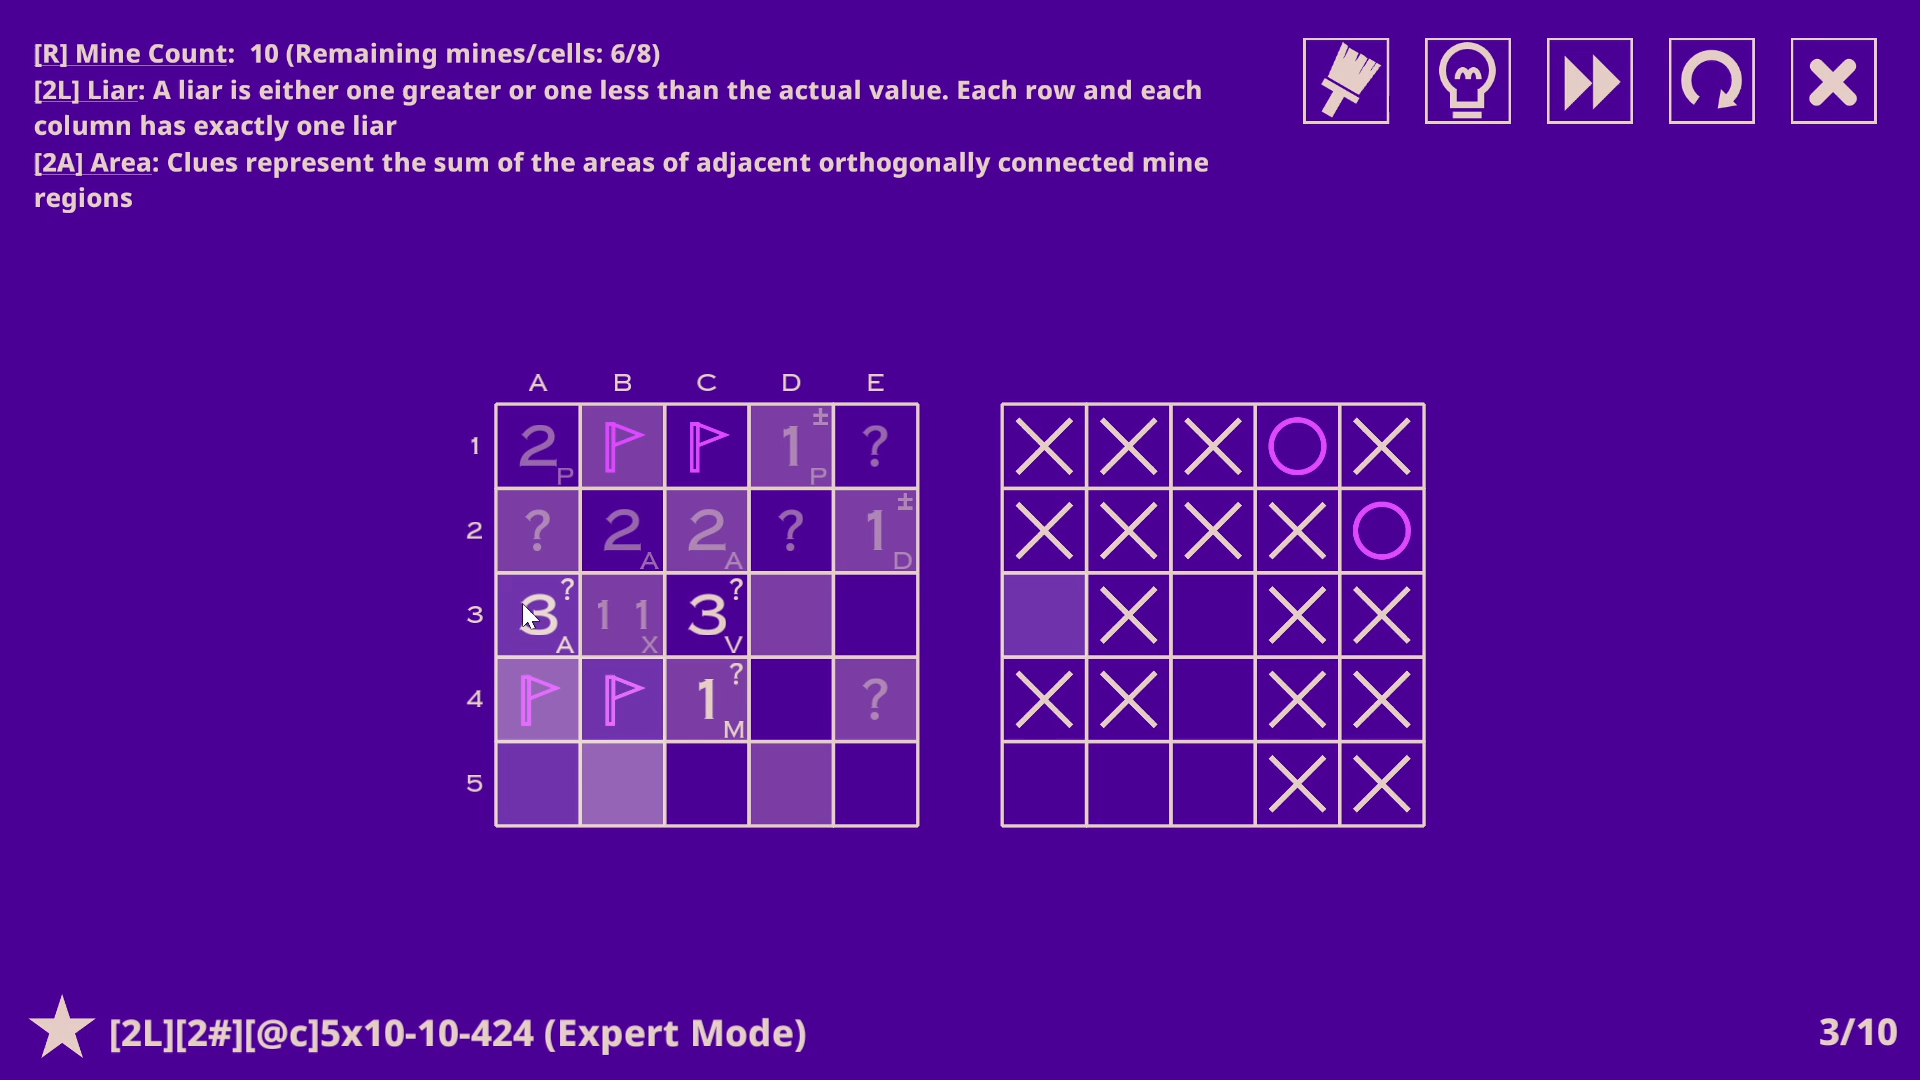 [R] Mine Count: 10 (Remaining mines/cells: 6/8)
[2L] Liar: A liar is either one greater or one less than the actual value. Each row and each
column has exactly one liar
[2A] Area: Clues represent the sum of the areas of adjacent orthogonally connected mine
regions
A B C D E
1 2 P 1 ± P ?
2 ? 2 A 2 A ? 1 ± D
3 3 ? A 1 1 X 3 ? V
4 1 ? M ?
5
[2L][2#][@c]5x10-10-424 (Expert Mode)
3/10